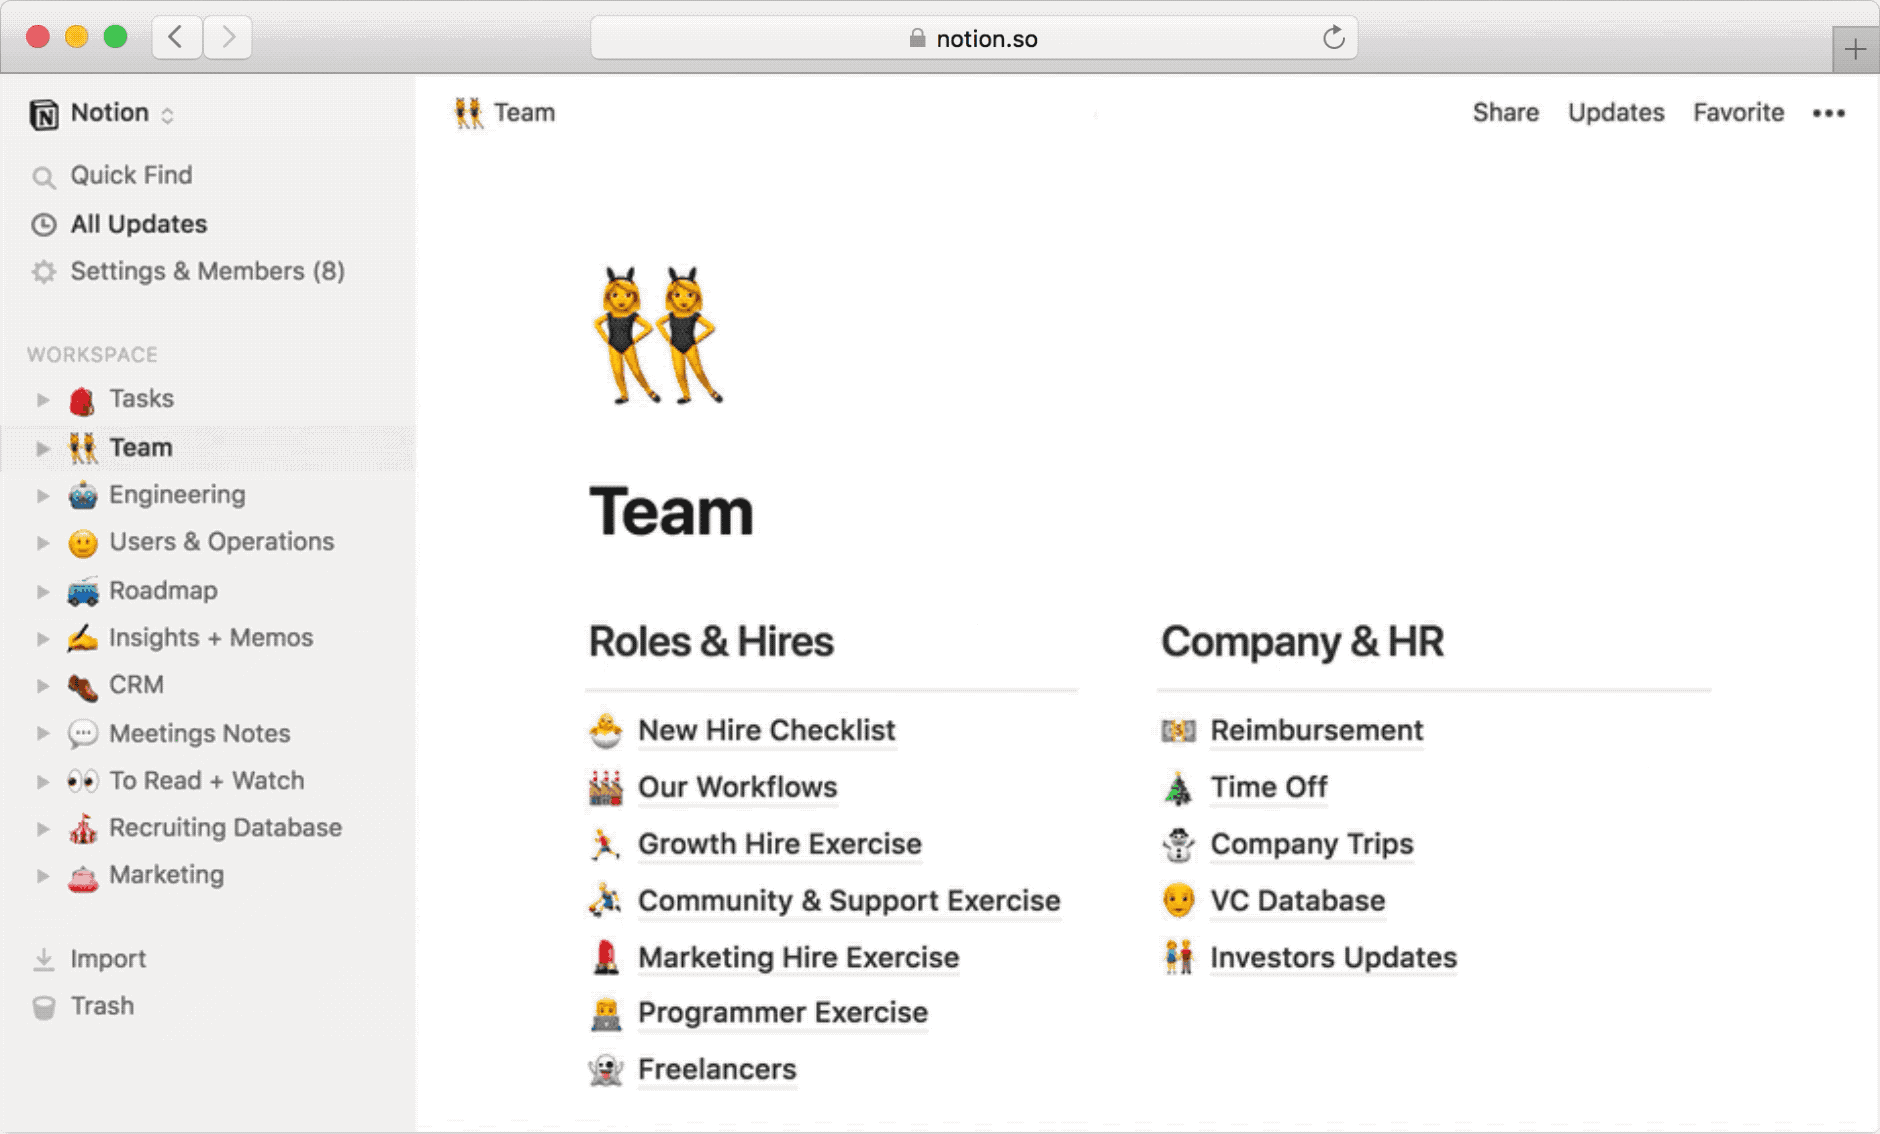 notion.so
Notion
Quick Find
All Updates
Settings & Members (8)
WORKSPACE
Tasks
Team
Engineering
Users & Operations
Roadmap
Insights + Memos
CRM
Meetings Notes
To Read + Watch
Recruiting Database
Marketing
Import
Trash
Team
Share Updates Favorite •••
Team
Roles & Hires
New Hire Checklist
Our Workflows
Growth Hire Exercise
Community & Support Exercise
Marketing Hire Exercise
Programmer Exercise
Freelancers
Company & HR
Reimbursement
Time Off
Company Trips
VC Database
Investors Updates